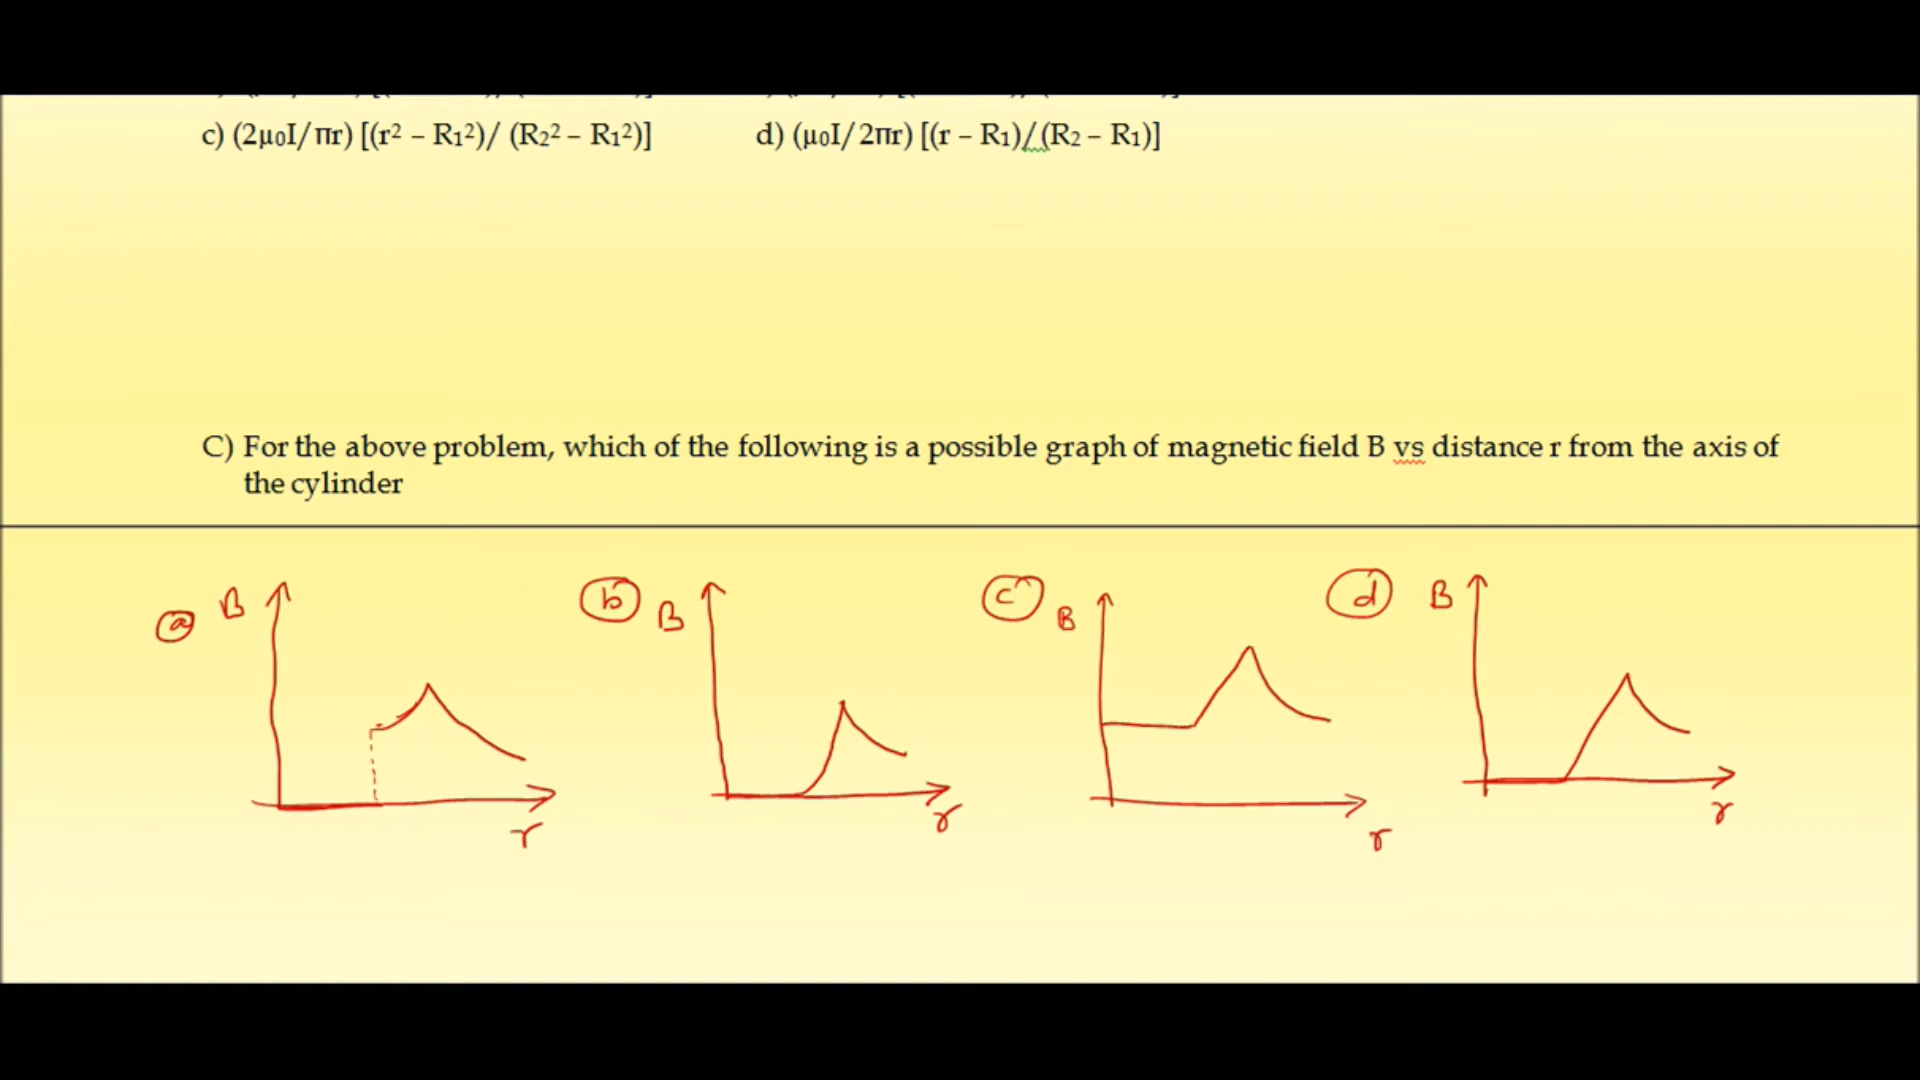 c) (2µ₀I/πr) [(r² – R₁²)/ (R₂² – R₁²)] d) (µ₀I/2πr) [(r – R₁)/(R₂ – R₁)]
C) For the above problem, which of the following is a possible graph of magnetic field B vs distance r from the axis of
the cylinder
a B b B c B d B
r r r r